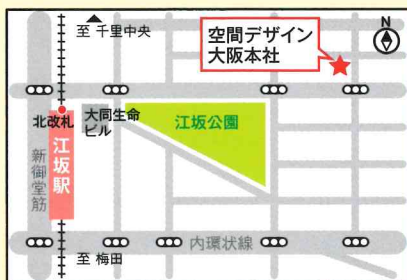 至 千里中央
空間デザイン
大阪本社
N
北改札
大同生命
ビル
江坂公園
江坂駅
新御堂筋
内環状線
至 梅田